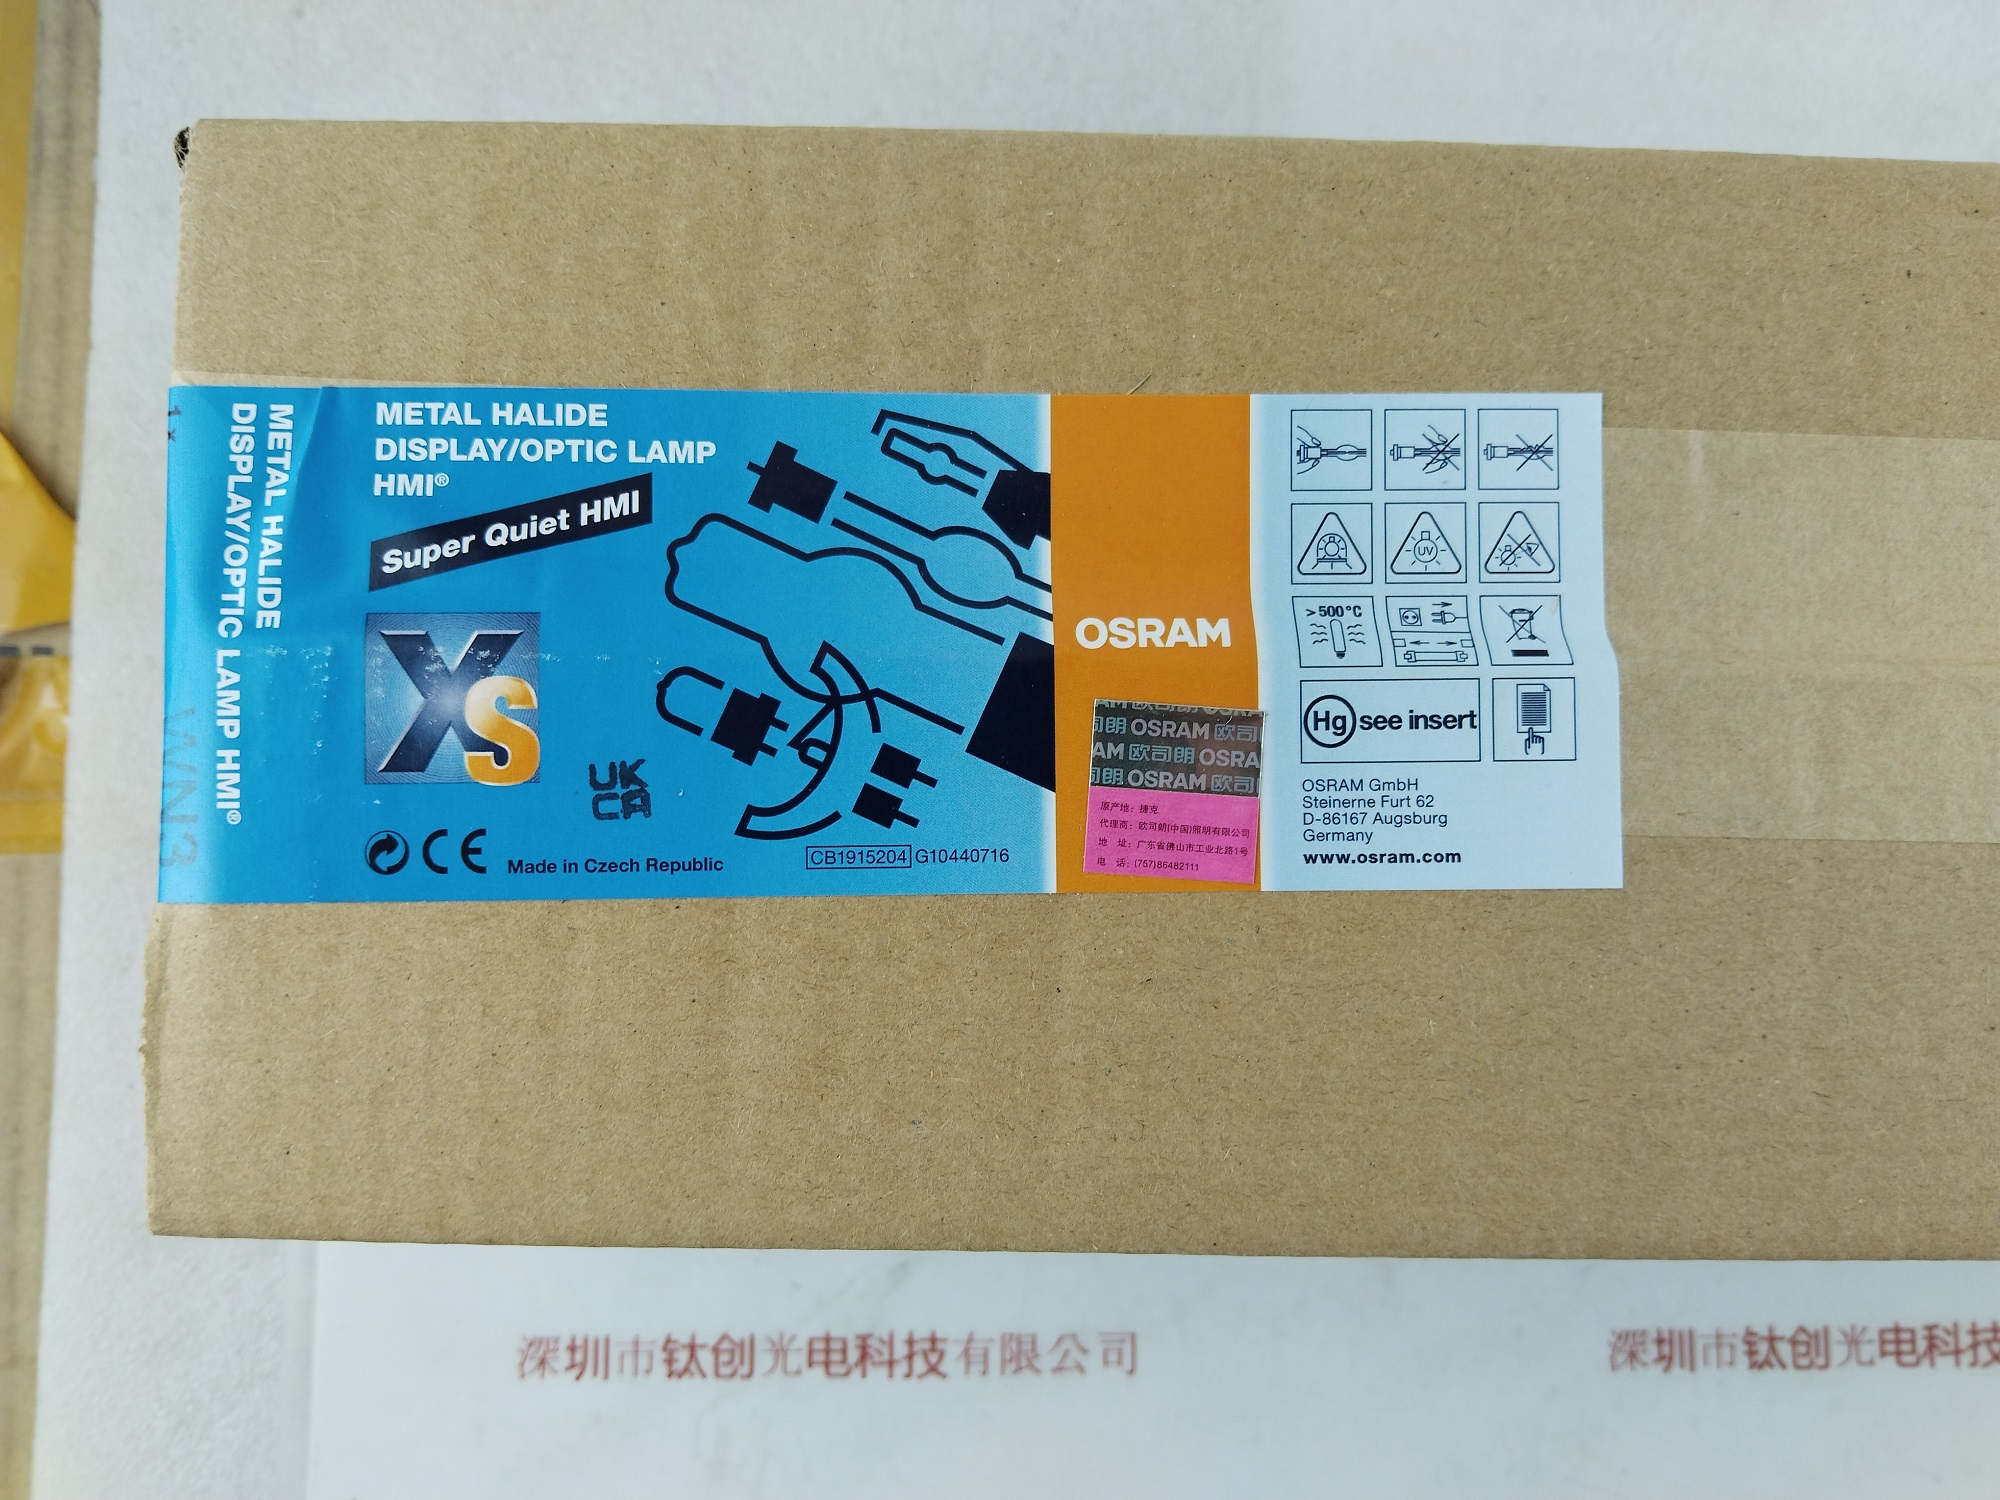 METAL HALIDE
DISPLAY/OPTIC LAMP HMI®
METAL HALIDE
DISPLAY/OPTIC LAMP
HMI®
Super Quiet HMI
XS
UK
CA
CE
Made in Czech Republic
CB1915204 G10440716
OSRAM
司朗 OSRAM 欧司
AM 欧司朗 OSRA
司朗 OSRAM 欧司
原产地：捷克
代理商：欧司朗(中国)照明有限公司
地 址：广东省佛山市工业北路1号
电 话：(757)86482111
UV
>500°C
Hg see insert
OSRAM GmbH
Steinerne Furt 62
D-86167 Augsburg
Germany
www.osram.com
深圳市钛创光电科技有限公司
深圳市钛创光电科技